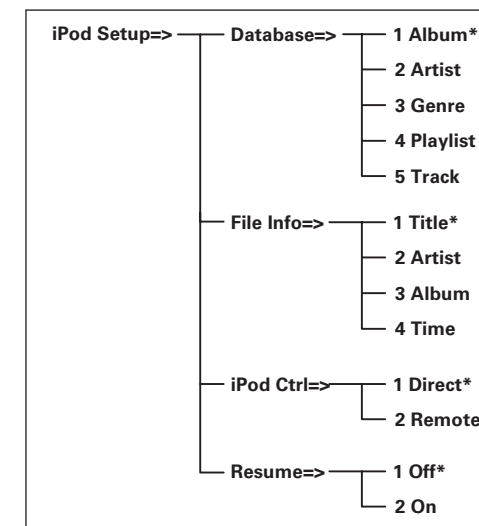 iPod Setup=> Database=> 1 Album*
2 Artist
3 Genre
4 Playlist
5 Track
File Info=> 1 Title*
2 Artist
3 Album
4 Time
iPod Ctrl=> 1 Direct*
2 Remote
Resume=> 1 Off*
2 On